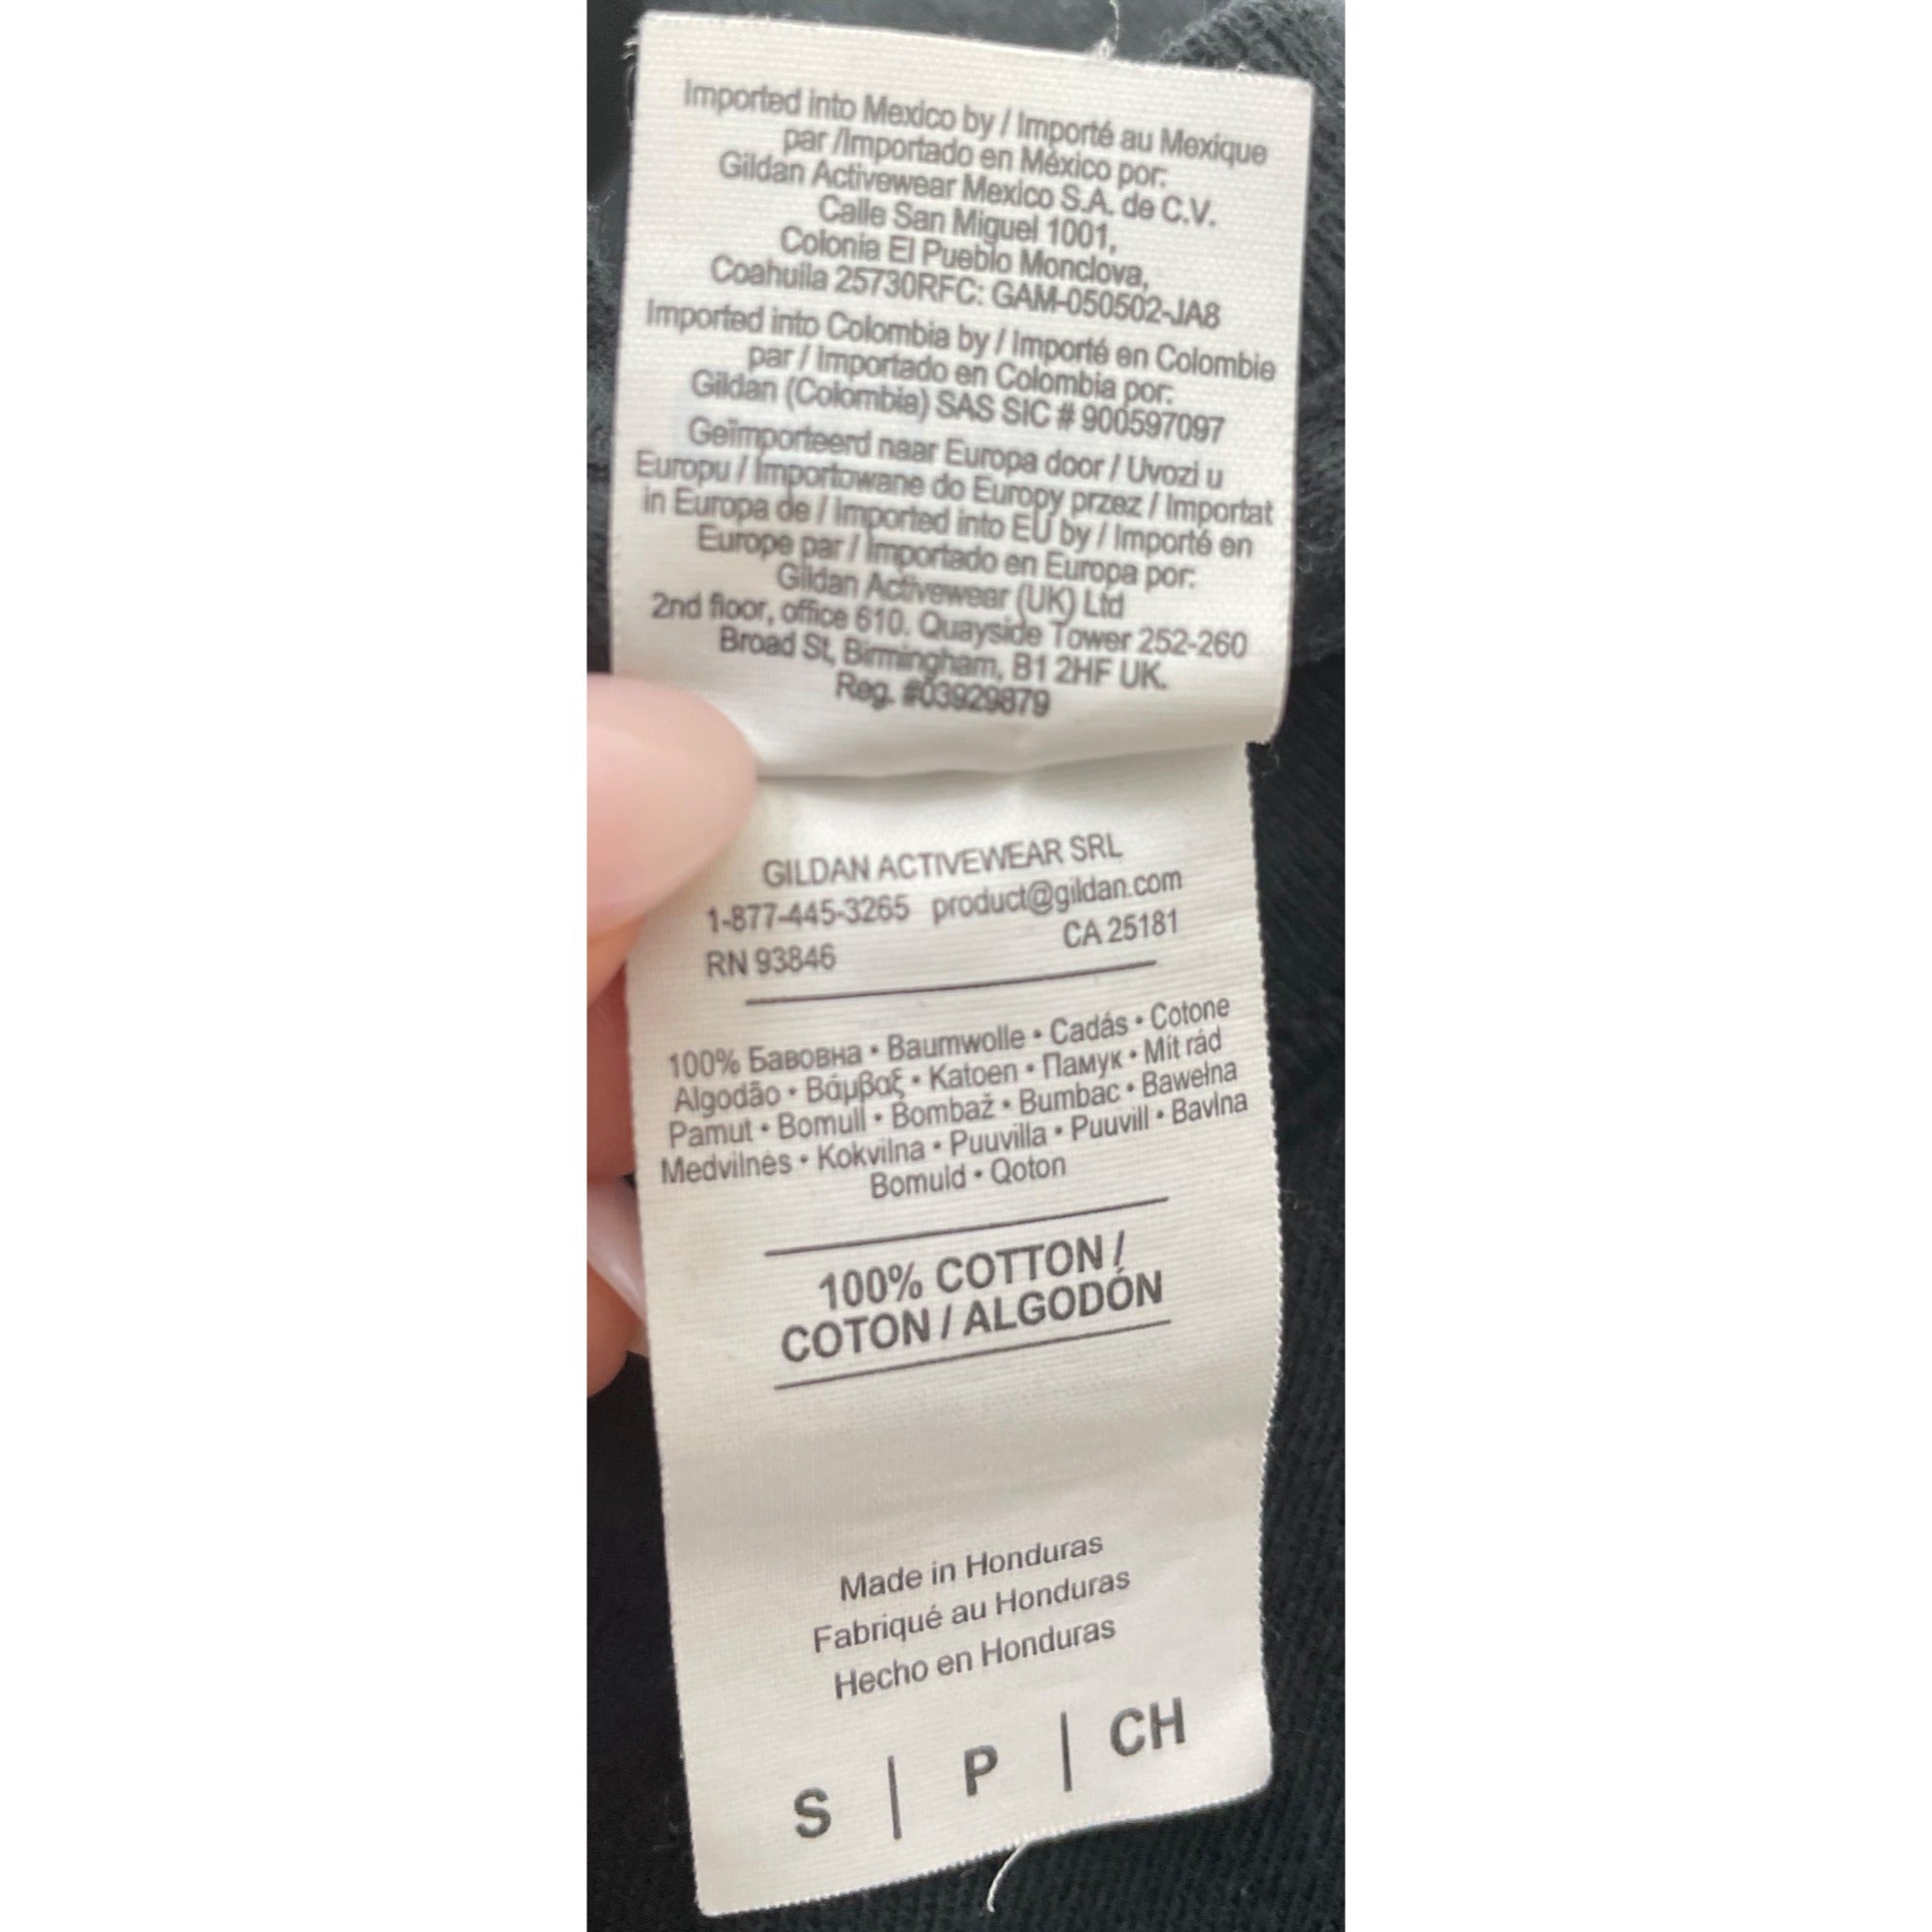 Imported into Mexico by / Importé au Mexique
par /Importado en México por:
Gildan Activewear Mexico S.A. de C.V.
Calle San Miguel 1001,
Colonia El Pueblo Monclova,
Coahuila 25730RFC: GAM-050502-JA8
Imported into Colombia by / Importé en Colombie
par / Importado en Colombia por:
Gildan (Colombia) SAS SIC # 900597097
Geïmporteerd naar Europa door / Uvozi u
Europu / Importowane do Europy przez / Importat
in Europa de / Imported into EU by / Importé en
Europe par / Importado en Europa por:
Gildan Activewear (UK) Ltd
2nd floor, office 610, Quayside Tower 252-260
Broad St, Birmingham, B1 2HF UK.
Reg. #03929879
GILDAN ACTIVEWEAR SRL
1-877-445-3265 product@gildan.com
RN 93846 CA 25181
100% Бавовна • Baumwolle • Cadás • Cotone
Algodão • Βάμβαξ • Katoen • Памук • Mít rád
Pamut • Bomull • Bombaž • Bumbac • Bawełna
Medvilnės • Kokvilna • Puuvilla • Puuvill • Bavlna
Bomuld • Qoton
100% COTTON /
COTON / ALGODÓN
Made in Honduras
Fabriqué au Honduras
Hecho en Honduras
S | P | CH